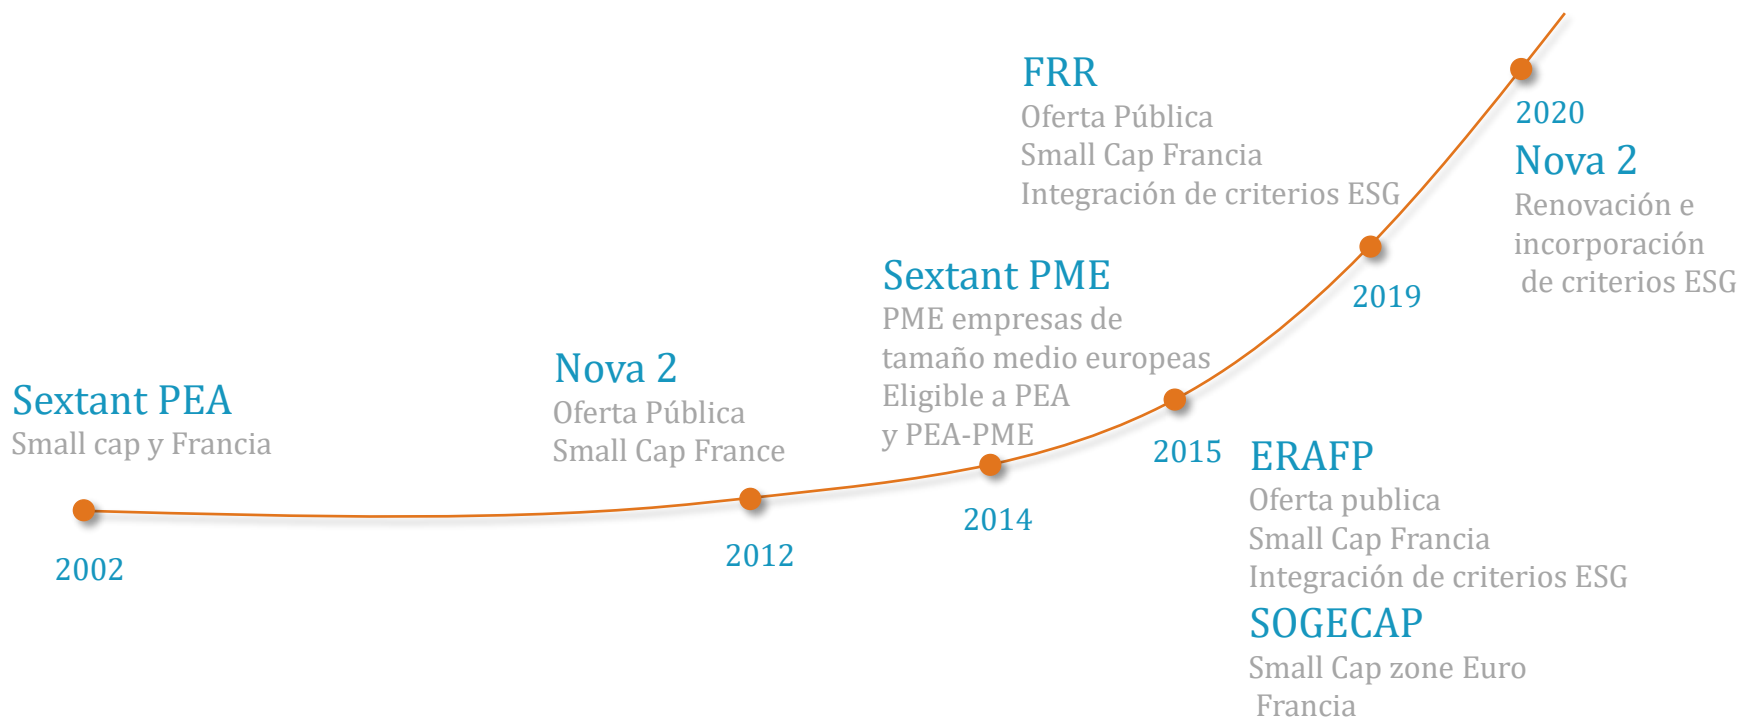 Sextant PEA
Small cap y Francia
2002
Nova 2
Oferta Pública
Small Cap France
2012
Sextant PME
PME empresas de
tamaño medio europeas
Eligible a PEA
y PEA-PME
2014
2015
ERAFP
Oferta publica
Small Cap Francia
Integración de criterios ESG
SOGECAP
Small Cap zone Euro
Francia
FRR
Oferta Pública
Small Cap Francia
Integración de criterios ESG
2019
2020
Nova 2
Renovación e
incorporación
de criterios ESG